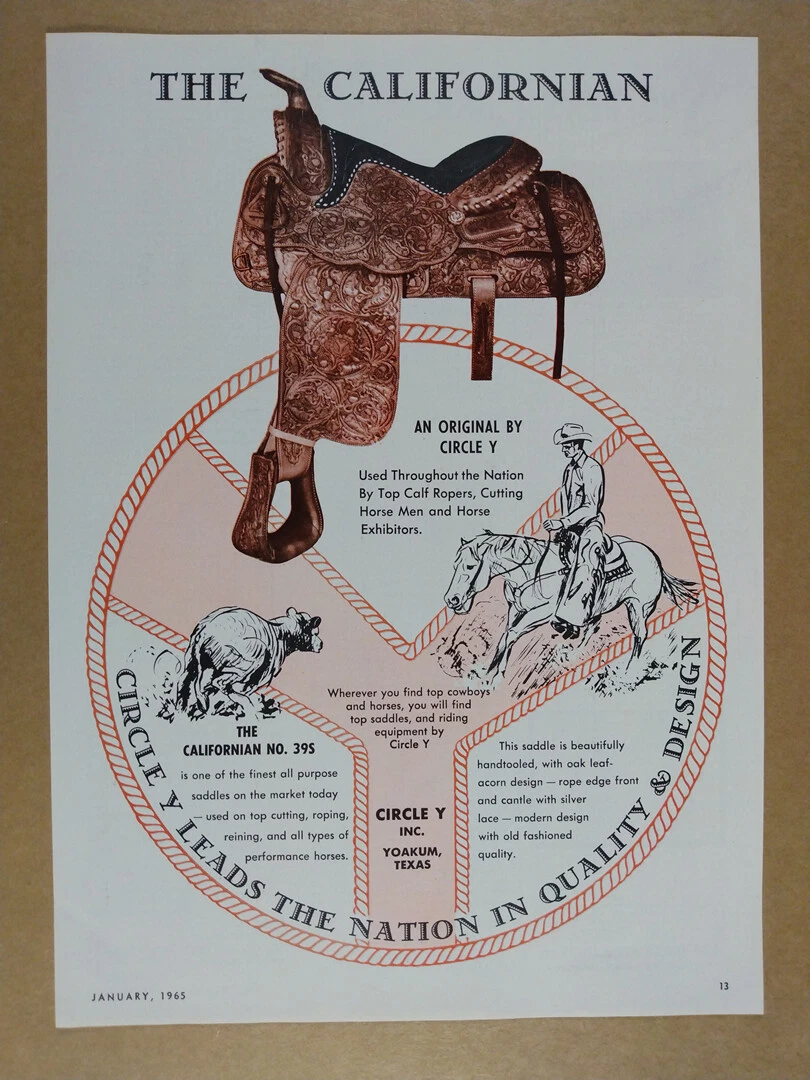 THE CALIFORNIAN
AN ORIGINAL BY
CIRCLE Y
Used Throughout the Nation
By Top Calf Ropers, Cutting
Horse Men and Horse
Exhibitors.
Wherever you find top cowboys
and horses, you will find
top saddles, and riding
equipment by
Circle Y
THE
CALIFORNIAN NO. 39S
is one of the finest all purpose
saddles on the market today
— used on top cutting, roping,
reining, and all types of
performance horses.
CIRCLE Y
INC.
YOAKUM,
TEXAS
This saddle is beautifully
handtooled, with oak leaf-
acorn design — rope edge front
and cantle with silver
lace — modern design
with old fashioned
quality.
CIRCLE Y LEADS THE NATION IN QUALITY & DESIGN
JANUARY, 1965
13